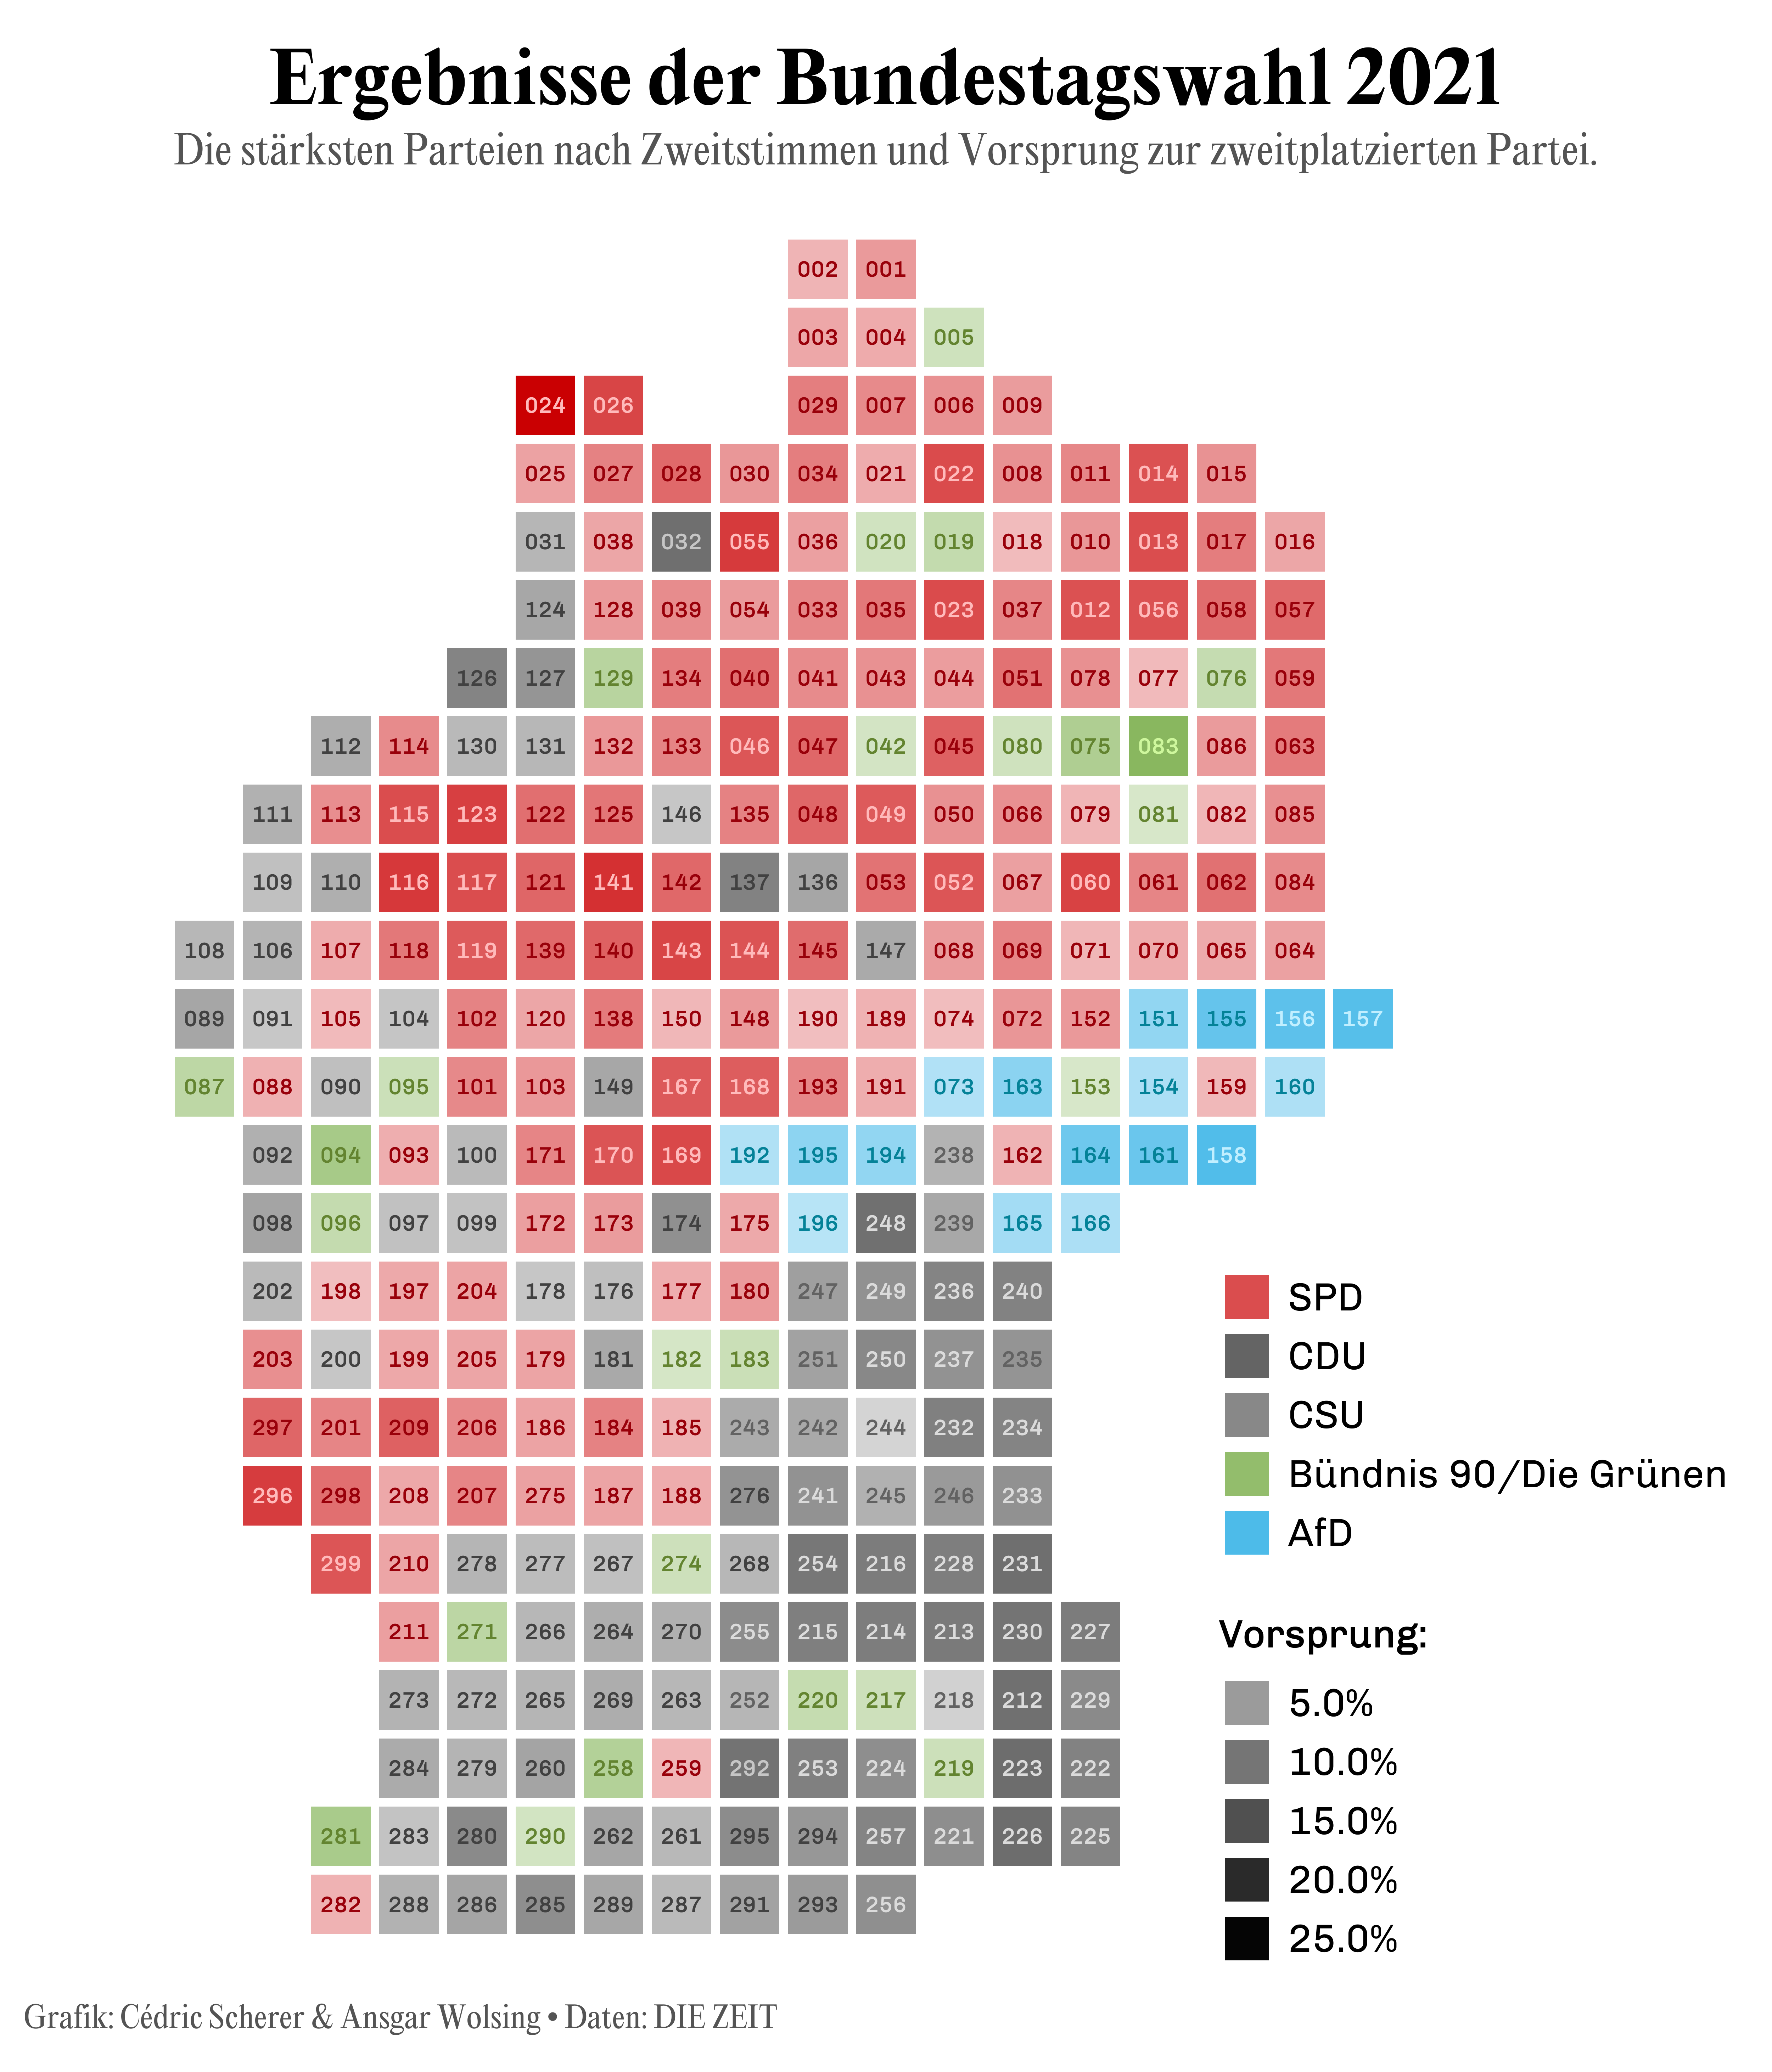 Ergebnisse der Bundestagswahl 2021
Die stärksten Parteien nach Zweitstimmen und Vorsprung zur zweitplatzierten Partei.
002 001
003 004 005
024 026 029 007 006 009
025 027 028 030 034 021 022 008 011 014 015
031 038 032 055 036 020 019 018 010 013 017 016
124 128 039 054 033 035 023 037 012 056 058 057
126 127 129 134 040 041 043 044 051 078 077 076 059
112 114 130 131 132 133 046 047 042 045 080 075 083 086 063
111 113 115 123 122 125 146 135 048 049 050 066 079 081 082 085
109 110 116 117 121 141 142 137 136 053 052 067 060 061 062 084
108 106 107 118 119 139 140 143 144 145 147 068 069 071 070 065 064
089 091 105 104 102 120 138 150 148 190 189 074 072 152 151 155 156 157
087 088 090 095 101 103 149 167 168 193 191 073 163 153 154 159 160
092 094 093 100 171 170 169 192 195 194 238 162 164 161 158
098 096 097 099 172 173 174 175 196 248 239 165 166
202 198 197 204 178 176 177 180 247 249 236 240
203 200 199 205 179 181 182 183 251 250 237 235
297 201 209 206 186 184 185 243 242 244 232 234
296 298 208 207 275 187 188 276 241 245 246 233
299 210 278 277 267 274 268 254 216 228 231
211 271 266 264 270 255 215 214 213 230 227
273 272 265 269 263 252 220 217 218 212 229
284 279 260 258 259 292 253 224 219 223 222
281 283 280 290 262 261 295 294 257 221 226 225
282 288 286 285 289 287 291 293 256
SPD
CDU
CSU
Bündnis 90/Die Grünen
AfD
Vorsprung:
5.0%
10.0%
15.0%
20.0%
25.0%
Grafik: Cédric Scherer & Ansgar Wolsing • Daten: DIE ZEIT